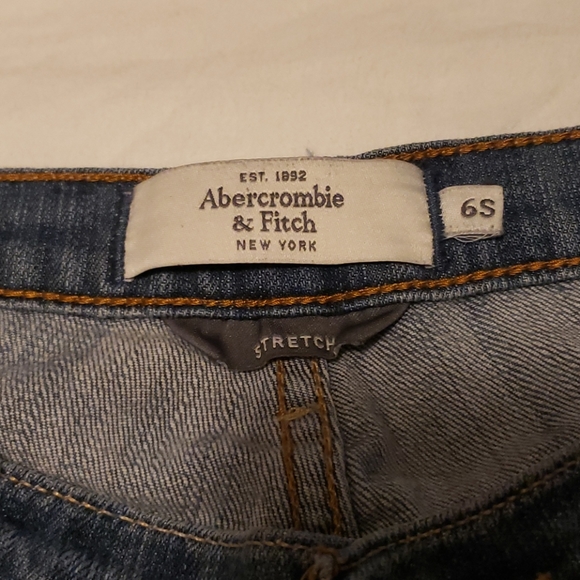 EST. 1892
Abercrombie
& Fitch
NEW YORK
6S
STRETCH